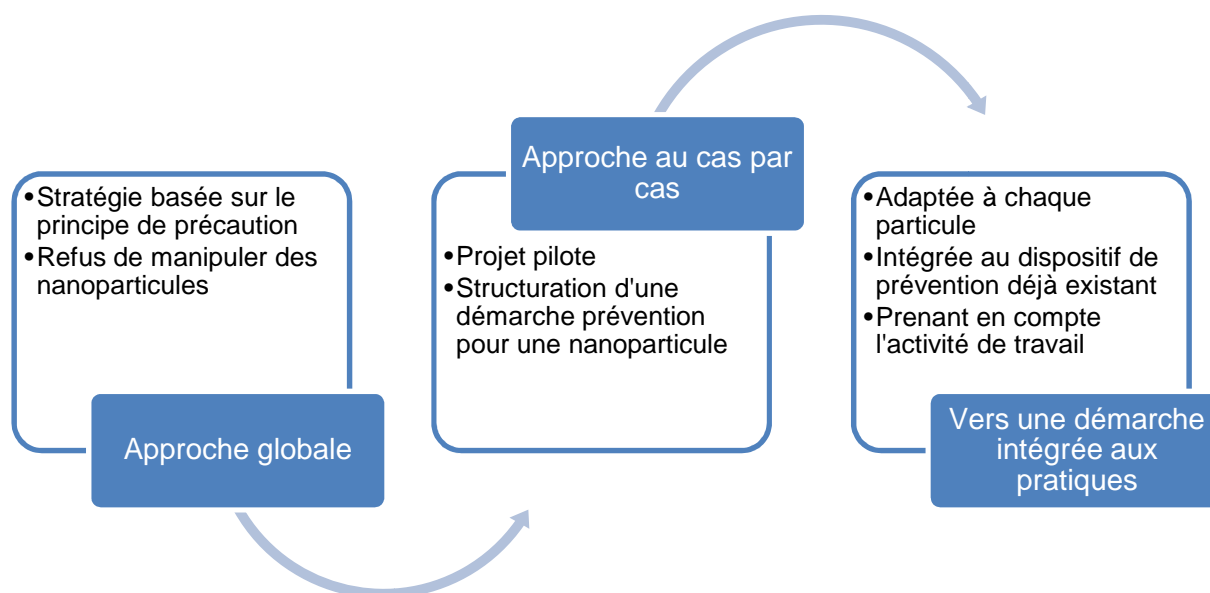 •Stratégie basée sur le
principe de précaution
•Refus de manipuler des
nanoparticules
Approche globale
Approche au cas par
cas
•Projet pilote
•Structuration d'une
démarche prévention
pour une nanoparticule
•Adaptée à chaque
particule
•Intégrée au dispositif de
prévention déjà existant
•Prenant en compte
l'activité de travail
Vers une démarche
intégrée aux
pratiques